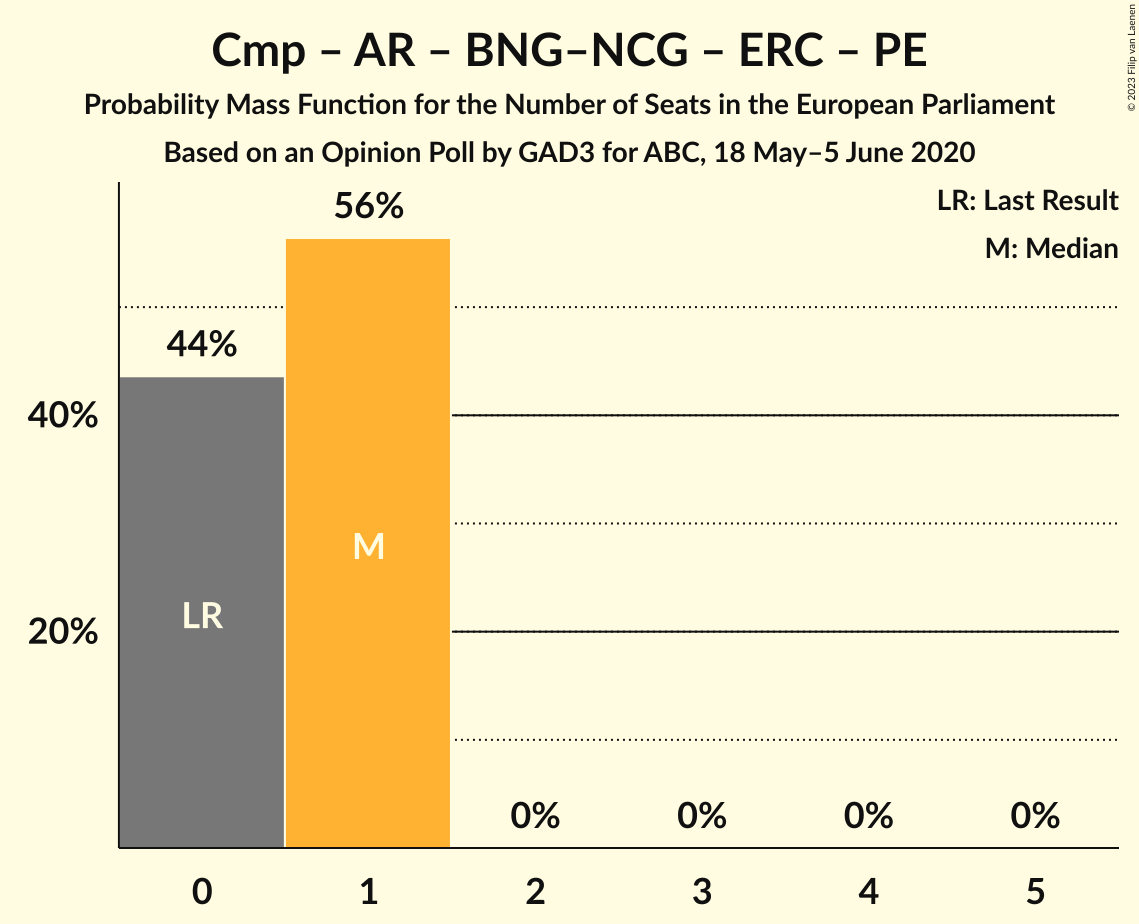 Cmp – AR – BNG–NCG – ERC – PE
Probability Mass Function for the Number of Seats in the European Parliament
Based on an Opinion Poll by GAD3 for ABC, 18 May–5 June 2020
© 2023 Filip van Laenen
LR: Last Result
M: Median
56%
44%
40%
20%
M
LR
0% 0% 0% 0%
0 1 2 3 4 5